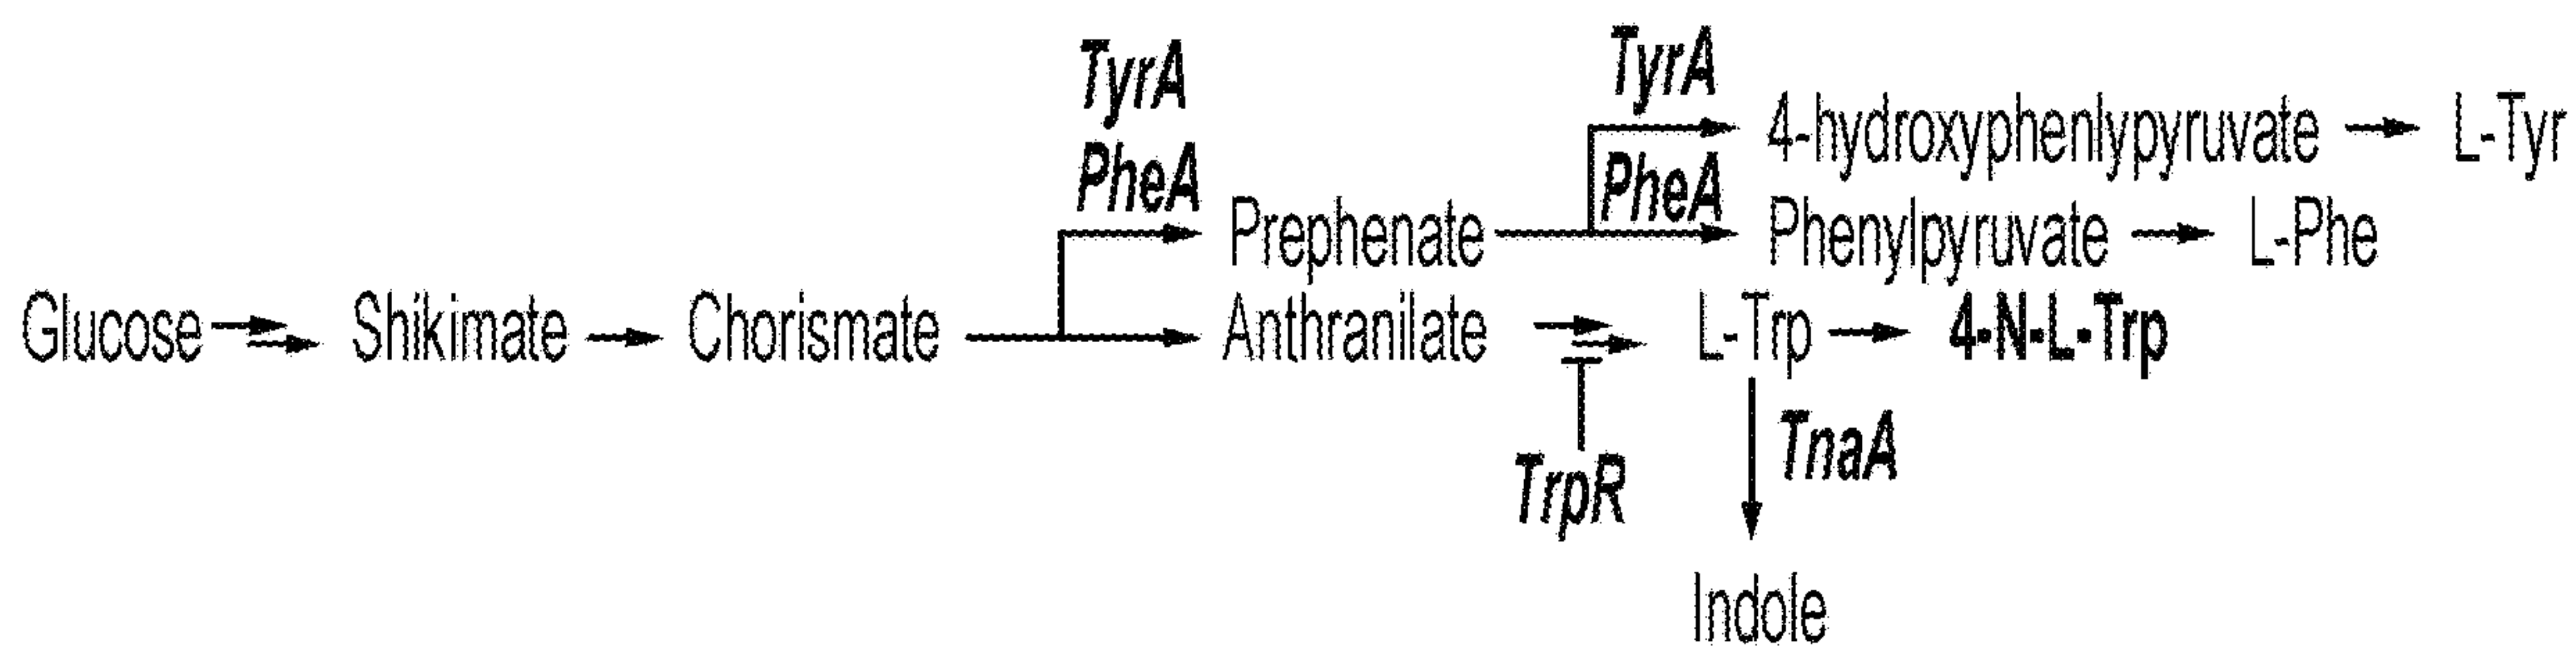 TyrA
PheA
TyrA
4-hydroxyphenlypyruvate L-Tyr
PheA
Prephenate Phenylpyruvate L-Phe
Glucose Shikimate Chorismate Anthranilate L-Trp 4-N-L-Trp
TrpR
TnaA
Indole